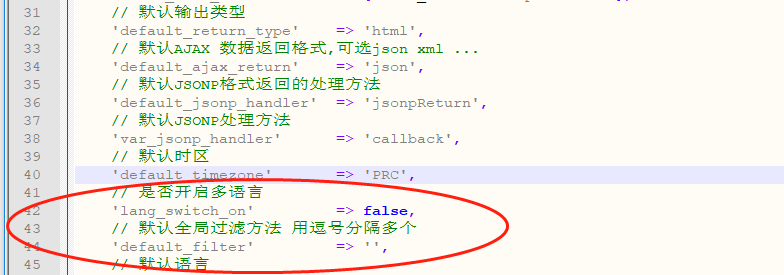 31 // 默认输出类型
32 'default_return_type' => 'html',
33 // 默认AJAX 数据返回格式,可选json xml ...
34 'default_ajax_return' => 'json',
35 // 默认JSONP格式返回的处理方法
36 'default_jsonp_handler' => 'jsonpReturn',
37 // 默认JSONP处理方法
38 'var_jsonp_handler' => 'callback',
39 // 默认时区
40 'default_timezone' => 'PRC',
41 // 是否开启多语言
42 'lang_switch_on' => false,
43 // 默认全局过滤方法 用逗号分隔多个
44 'default_filter' => '',
45 // 默认语言